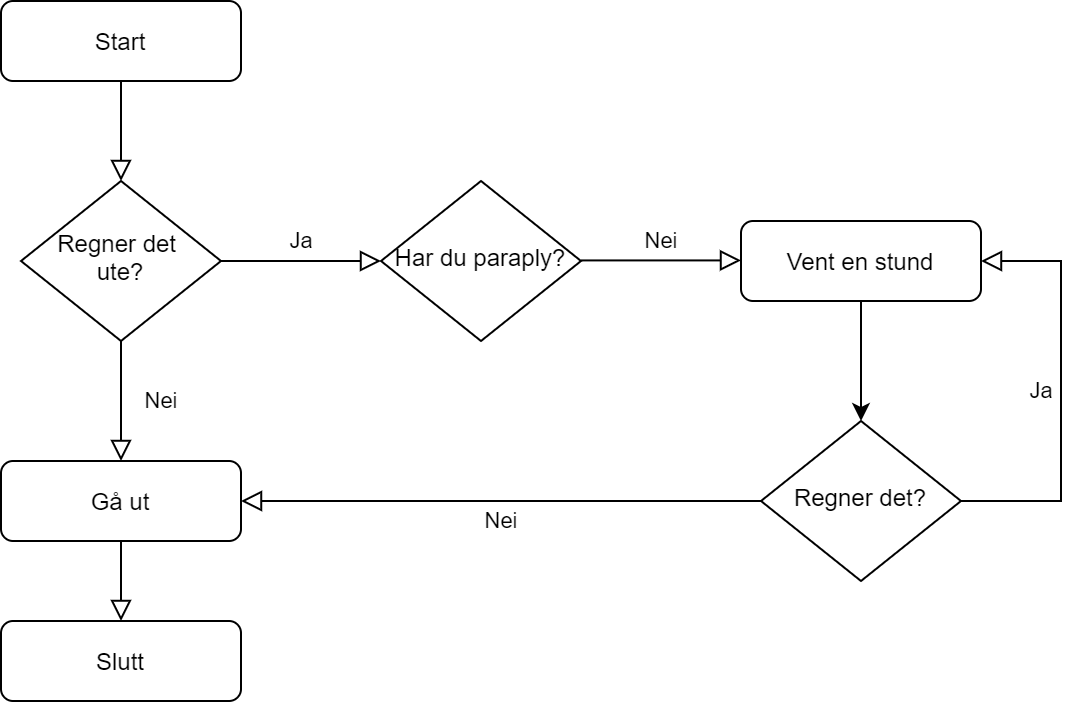 Start
Regner det
ute?
Ja
Har du paraply?
Nei
Vent en stund
Ja
Nei
Gå ut
Regner det?
Nei
Slutt